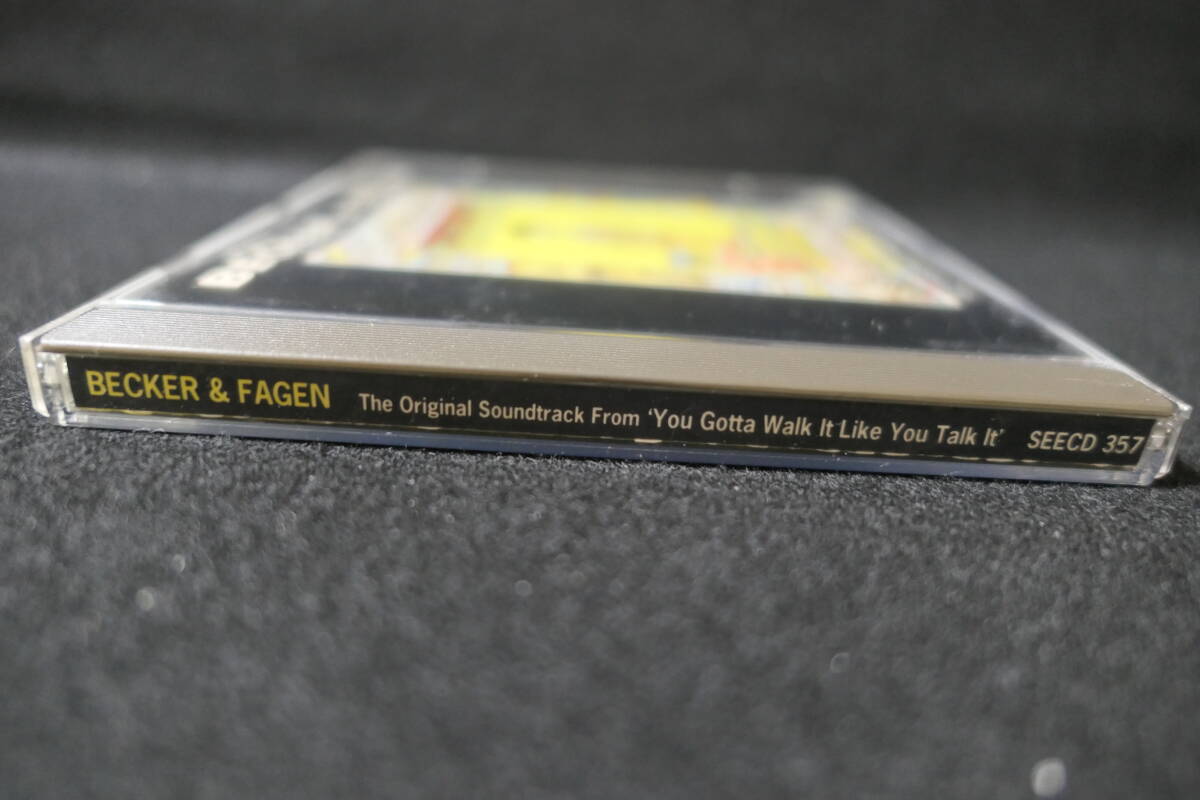 BECKER & FAGEN The Original Soundtrack From ‘You Gotta Walk It Like You Talk It’ SEECD 357